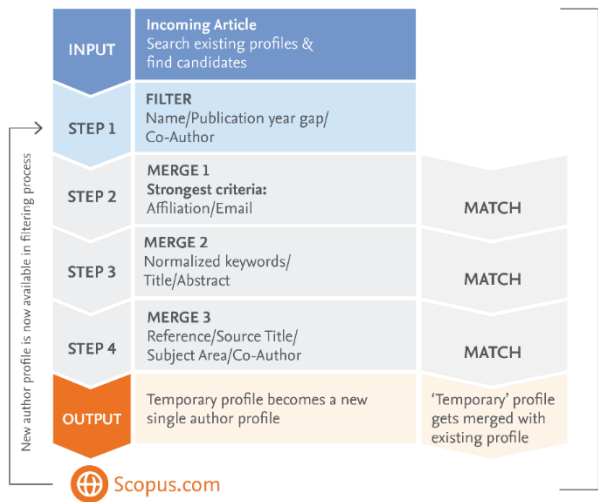 INPUT
Incoming Article
Search existing profiles &
find candidates
STEP 1
FILTER
Name/Publication year gap/
Co-Author
STEP 2
MERGE 1
Strongest criteria:
Affiliation/Email
MATCH
STEP 3
MERGE 2
Normalized keywords/
Title/Abstract
MATCH
STEP 4
MERGE 3
Reference/Source Title/
Subject Area/Co-Author
MATCH
OUTPUT
Temporary profile becomes a new
single author profile
‘Temporary’ profile
gets merged with
existing profile
New author profile is now available in filtering process
Scopus.com